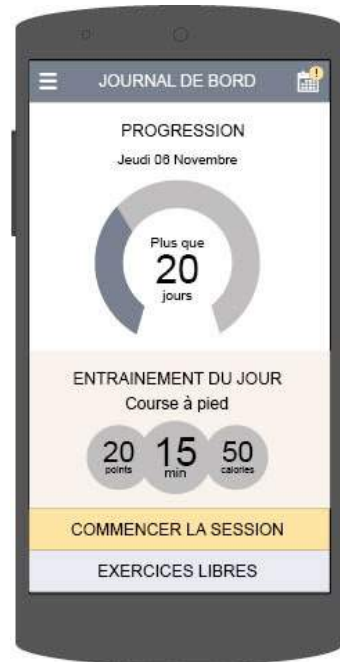 JOURNAL DE BORD
!
PROGRESSION
Jeudi 06 Novembre
Plus que
20
jours
ENTRAINEMENT DU JOUR
Course à pied
20 15 50
points min calories
COMMENCER LA SESSION
EXERCICES LIBRES